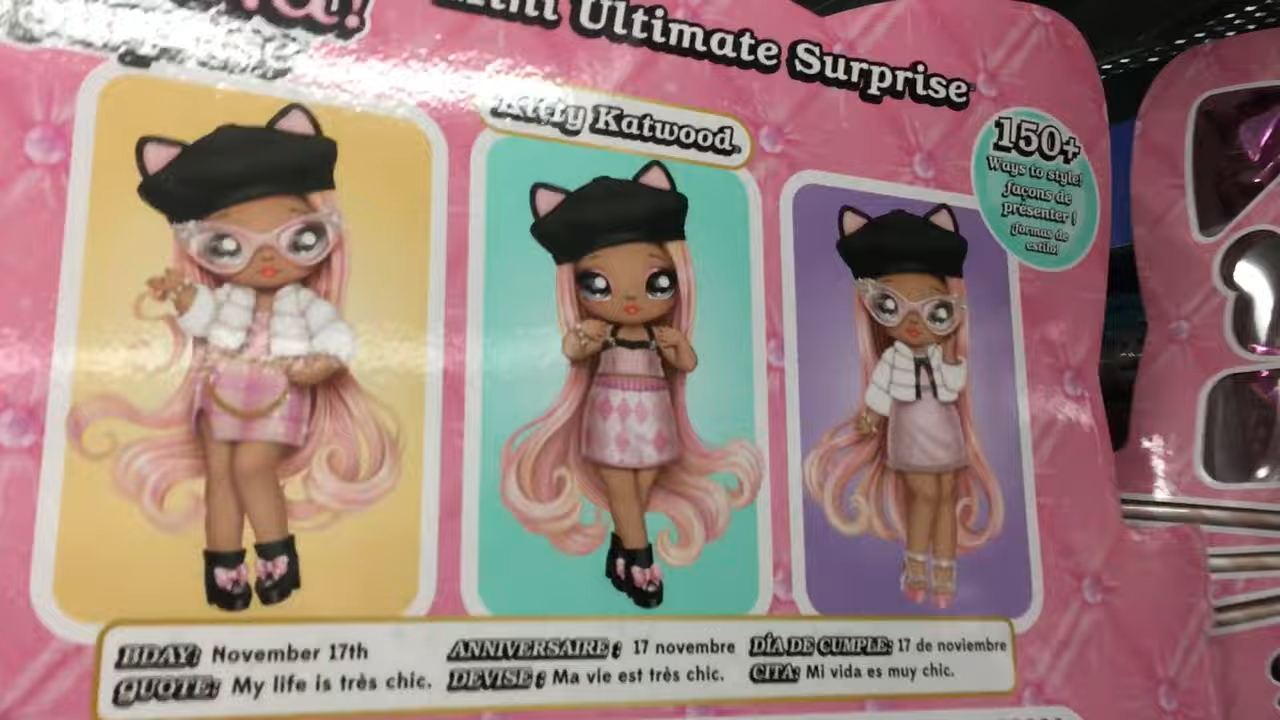 Mini Ultimate Surprise
Kitty Katwood
150+
Ways to style!
façons de
présenter !
¡formas de
estilo!
BDAY: November 17th
QUOTE: My life is très chic.
ANNIVERSAIRE : 17 novembre
DEVISE : Ma vie est très chic.
DÍA DE CUMPLE: 17 de noviembre
CITA: Mi vida es muy chic.